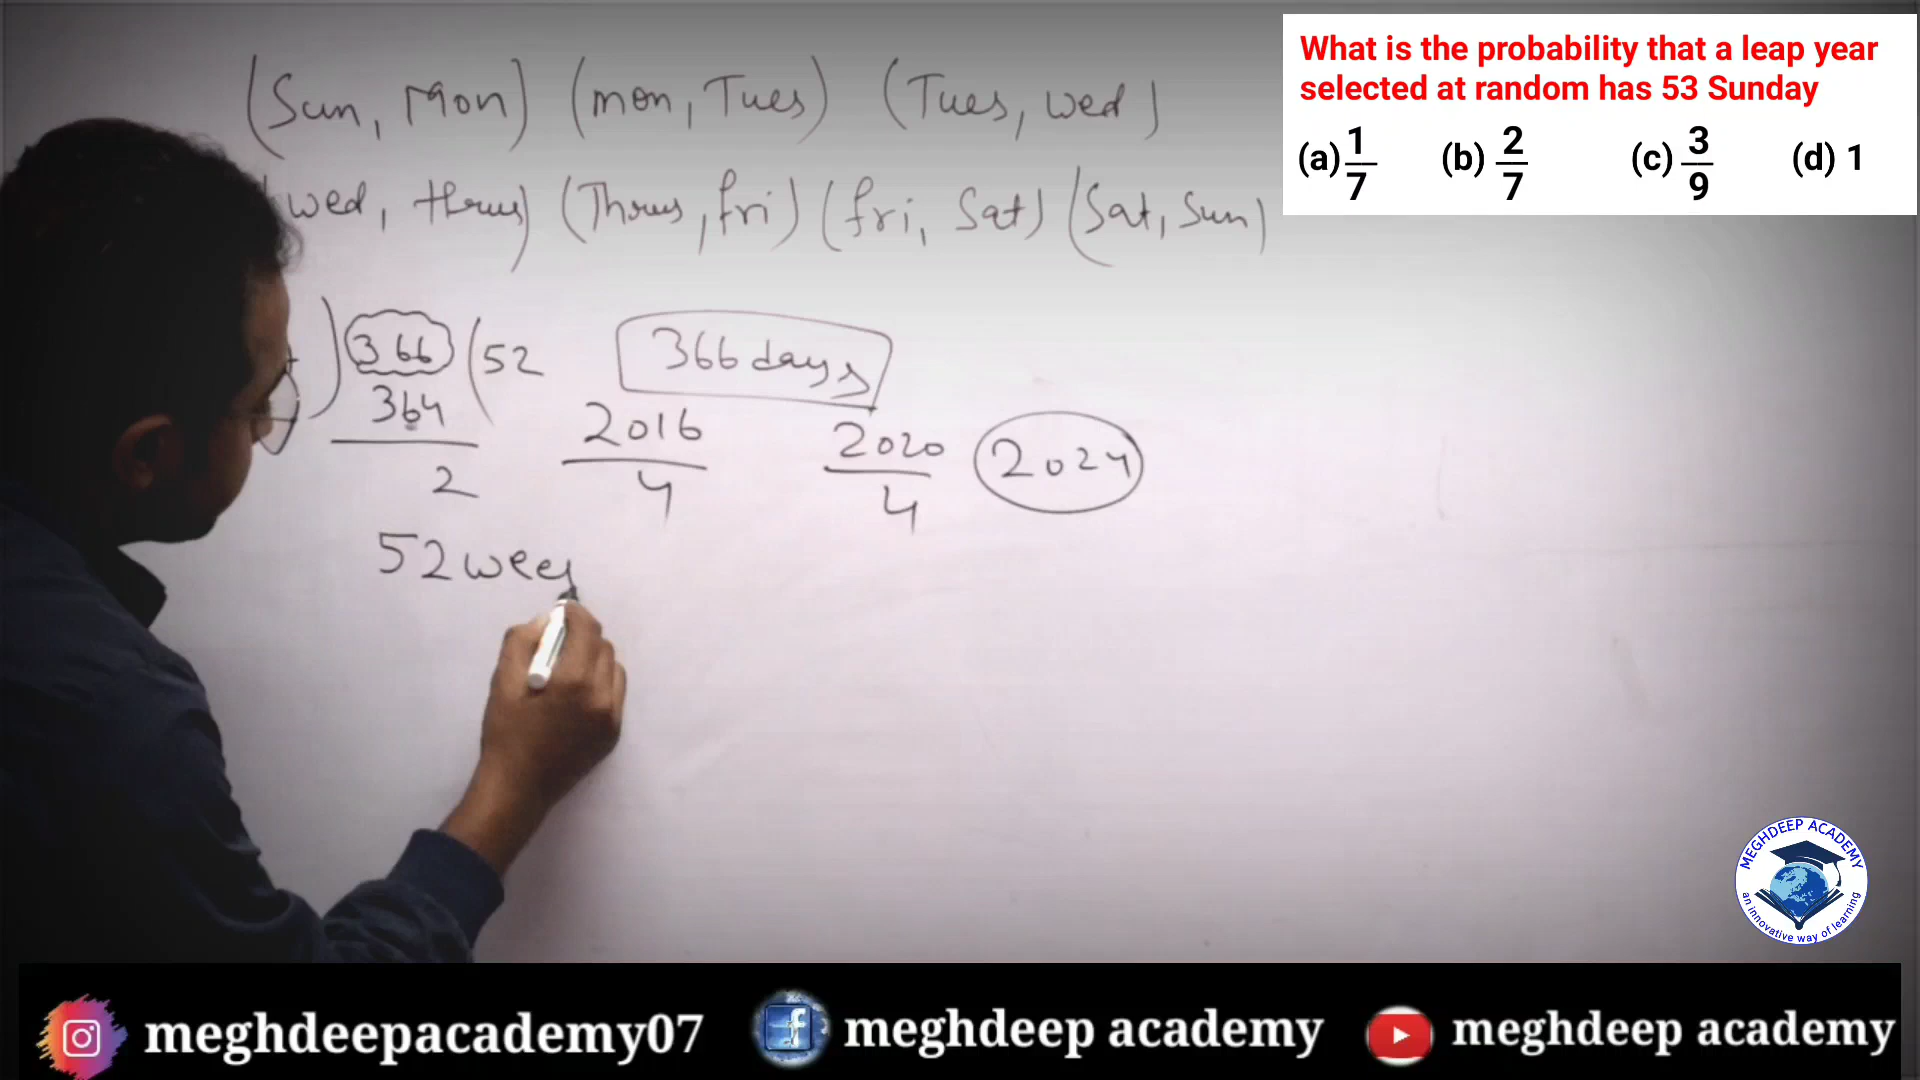 What is the probability that a leap year
selected at random has 53 Sunday
(a) 1/7 (b) 2/7 (c) 3/9 (d) 1
(Sun, Mon) (mon, Tues) (Tues, wed)
wed, thrus) (Thrus, fri) (fri, Sat) (Sat, Sun)
) 366 ( 52
364
2
366 days
2016
4
2020
4
2024
52 wee
MEGHDEEP ACADEMY
an innovative way of learning
meghdeepacademy07
f meghdeep academy
meghdeep academy